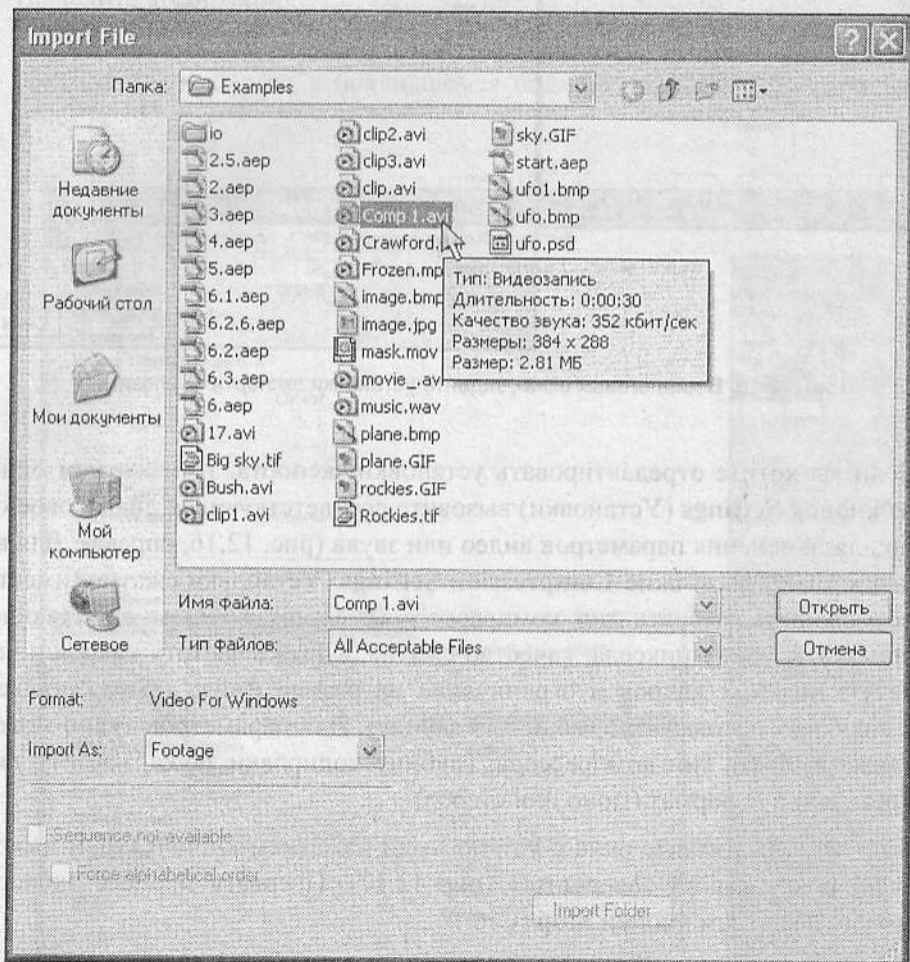 Import File
Папка:
Examples
Недавние документы
Рабочий стол
Мои документы
Мой компьютер
Сетевое
io
2.5.aep
2.aep
3.aep
4.aep
5.aep
6.1.aep
6.2.6.aep
6.2.aep
6.3.aep
6.aep
17.avi
Big sky.tif
Bush.avi
clip1.avi
clip2.avi
clip3.avi
clip.avi
Comp 1.avi
Crawford.
Frozen.mp
image.bmp
image.jpg
mask.mov
movie_.avi
music.wav
plane.bmp
plane.GIF
rockies.GIF
Rockies.tif
sky.GIF
start.aep
ufo1.bmp
ufo.bmp
ufo.psd
Тип: Видеозапись
Длительность: 0:00:30
Качество звука: 352 кбит/сек
Размеры: 384 x 288
Размер: 2.81 МБ
Имя файла:
Comp 1.avi
Открыть
Тип файлов:
All Acceptable Files
Отмена
Format: Video For Windows
Import As: Footage
Sequence not available
Force alphabetical order
Import Folder